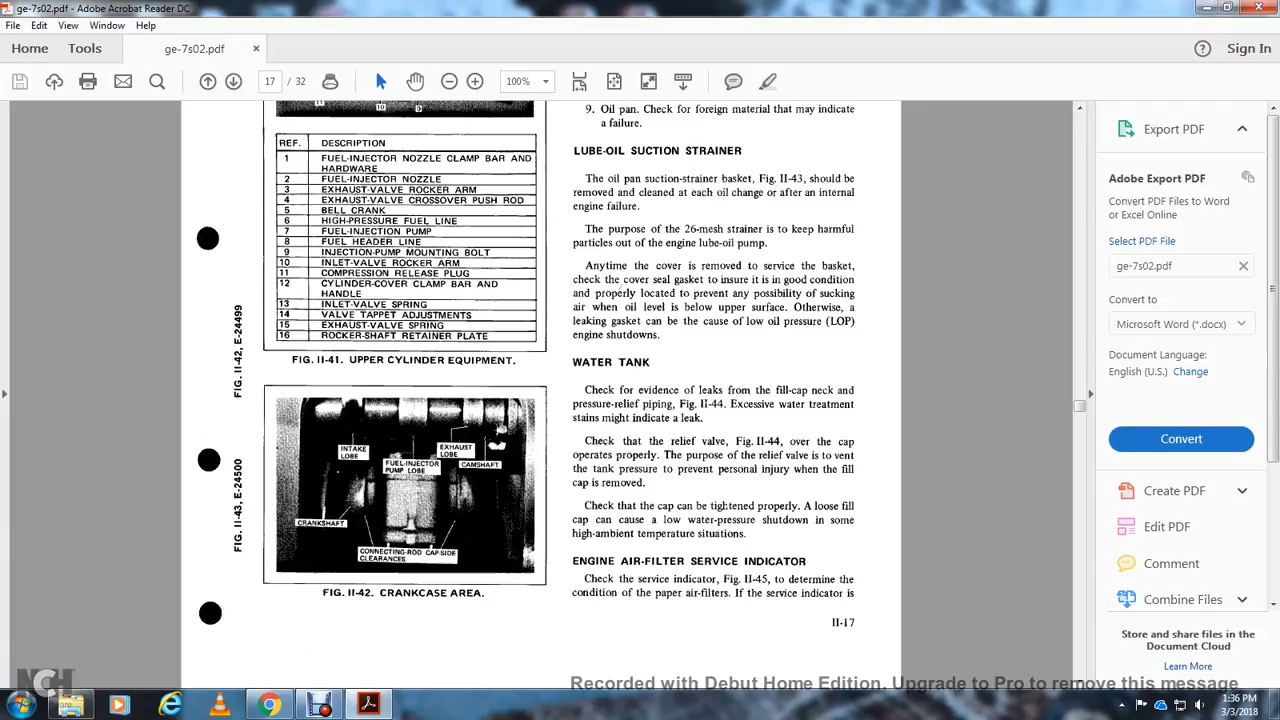 ge-7s02.pdf - Adobe Acrobat Reader DC
File Edit View Window Help
Home Tools ge-7s02.pdf × Sign In
17 / 32 100%
REF. DESCRIPTION
1 FUEL-INJECTOR NOZZLE CLAMP BAR AND
HARDWARE
2 FUEL-INJECTOR NOZZLE
3 EXHAUST-VALVE ROCKER ARM
4 EXHAUST-VALVE CROSSOVER PUSH ROD
5 BELL CRANK
6 HIGH-PRESSURE FUEL LINE
7 FUEL-INJECTION PUMP
8 FUEL HEADER LINE
9 INJECTION-PUMP MOUNTING BOLT
10 INLET-VALVE ROCKER ARM
11 COMPRESSION RELEASE PLUG
12 CYLINDER-COVER CLAMP BAR AND
HANDLE
13 INLET-VALVE SPRING
14 VALVE TAPPET ADJUSTMENTS
15 EXHAUST-VALVE SPRING
16 ROCKER-SHAFT RETAINER PLATE
FIG. II-41. UPPER CYLINDER EQUIPMENT.
FIG. II-42, E-24499
FIG. II-43, E-24500
INTAKE
LOBE
FUEL-INJECTOR
PUMP LOBE
EXHAUST
LOBE
CAMSHAFT
CRANKSHAFT
CONNECTING-ROD CAP-SIDE
CLEARANCES
FIG. II-42. CRANKCASE AREA.
9. Oil pan. Check for foreign material that may indicate
a failure.
LUBE-OIL SUCTION STRAINER
The oil pan suction-strainer basket, Fig. II-43, should be
removed and cleaned at each oil change or after an internal
engine failure.
The purpose of the 26-mesh strainer is to keep harmful
particles out of the engine lube-oil pump.
Anytime the cover is removed to service the basket,
check the cover seal gasket to insure it is in good condition
and properly located to prevent any possibility of sucking
air when oil level is below upper surface. Otherwise, a
leaking gasket can be the cause of low oil pressure (LOP)
engine shutdowns.
WATER TANK
Check for evidence of leaks from the fill-cap neck and
pressure-relief piping, Fig. II-44. Excessive water treatment
stains might indicate a leak.
Check that the relief valve, Fig. II-44, over the cap
operates properly. The purpose of the relief valve is to vent
the tank pressure to prevent personal injury when the fill
cap is removed.
Check that the cap can be tightened properly. A loose fill
cap can cause a low water-pressure shutdown in some
high-ambient temperature situations.
ENGINE AIR-FILTER SERVICE INDICATOR
Check the service indicator, Fig. II-45, to determine the
condition of the paper air-filters. If the service indicator is
II-17
Export PDF
Adobe Export PDF
Convert PDF Files to Word
or Excel Online
Select PDF File
ge-7s02.pdf
Convert to
Microsoft Word (*.docx)
Document Language:
English (U.S.) Change
Convert
Create PDF
Edit PDF
Comment
Combine Files
Store and share files in the
Document Cloud
Learn More
NCH
Recorded with Debut Home Edition. Upgrade to Pro to remove this message
1:36 PM
3/3/2018